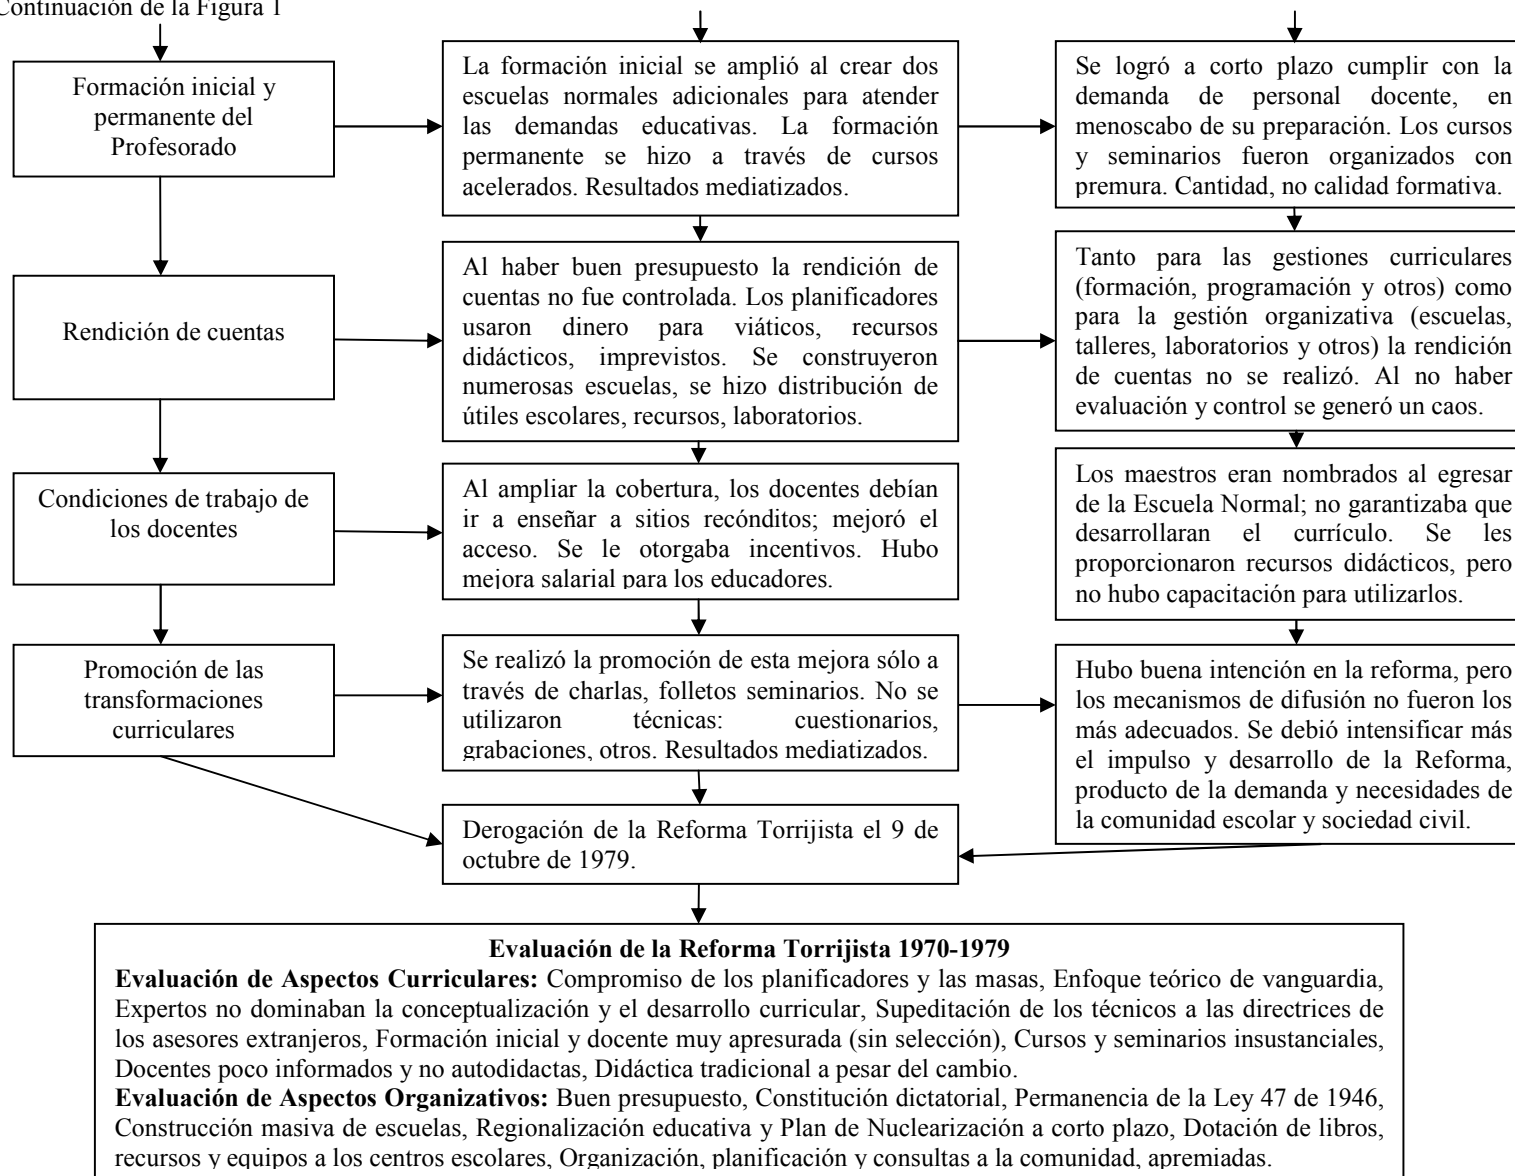 Continuación de la Figura 1
Formación inicial y
permanente del
Profesorado
La formación inicial se amplió al crear dos
escuelas normales adicionales para atender
las demandas educativas. La formación
permanente se hizo a través de cursos
acelerados. Resultados mediatizados.
Se logró a corto plazo cumplir con la
demanda de personal docente, en
menoscabo de su preparación. Los cursos
y seminarios fueron organizados con
premura. Cantidad, no calidad formativa.
Rendición de cuentas
Al haber buen presupuesto la rendición de
cuentas no fue controlada. Los planificadores
usaron dinero para viáticos, recursos
didácticos, imprevistos. Se construyeron
numerosas escuelas, se hizo distribución de
útiles escolares, recursos, laboratorios.
Tanto para las gestiones curriculares
(formación, programación y otros) como
para la gestión organizativa (escuelas,
talleres, laboratorios y otros) la rendición
de cuentas no se realizó. Al no haber
evaluación y control se generó un caos.
Condiciones de trabajo de
los docentes
Al ampliar la cobertura, los docentes debían
ir a enseñar a sitios recónditos; mejoró el
acceso. Se le otorgaba incentivos. Hubo
mejora salarial para los educadores.
Los maestros eran nombrados al egresar
de la Escuela Normal; no garantizaba que
desarrollaran el currículo. Se les
proporcionaron recursos didácticos, pero
no hubo capacitación para utilizarlos.
Promoción de las
transformaciones
curriculares
Se realizó la promoción de esta mejora sólo a
través de charlas, folletos seminarios. No se
utilizaron técnicas: cuestionarios,
grabaciones, otros. Resultados mediatizados.
Hubo buena intención en la reforma, pero
los mecanismos de difusión no fueron los
más adecuados. Se debió intensificar más
el impulso y desarrollo de la Reforma,
producto de la demanda y necesidades de
la comunidad escolar y sociedad civil.
Derogación de la Reforma Torrijista el 9 de
octubre de 1979.
Evaluación de la Reforma Torrijista 1970-1979
Evaluación de Aspectos Curriculares: Compromiso de los planificadores y las masas, Enfoque teórico de vanguardia,
Expertos no dominaban la conceptualización y el desarrollo curricular, Supeditación de los técnicos a las directrices de
los asesores extranjeros, Formación inicial y docente muy apresurada (sin selección), Cursos y seminarios insustanciales,
Docentes poco informados y no autodidactas, Didáctica tradicional a pesar del cambio.
Evaluación de Aspectos Organizativos: Buen presupuesto, Constitución dictatorial, Permanencia de la Ley 47 de 1946,
Construcción masiva de escuelas, Regionalización educativa y Plan de Nuclearización a corto plazo, Dotación de libros,
recursos y equipos a los centros escolares, Organización, planificación y consultas a la comunidad, apremiadas.